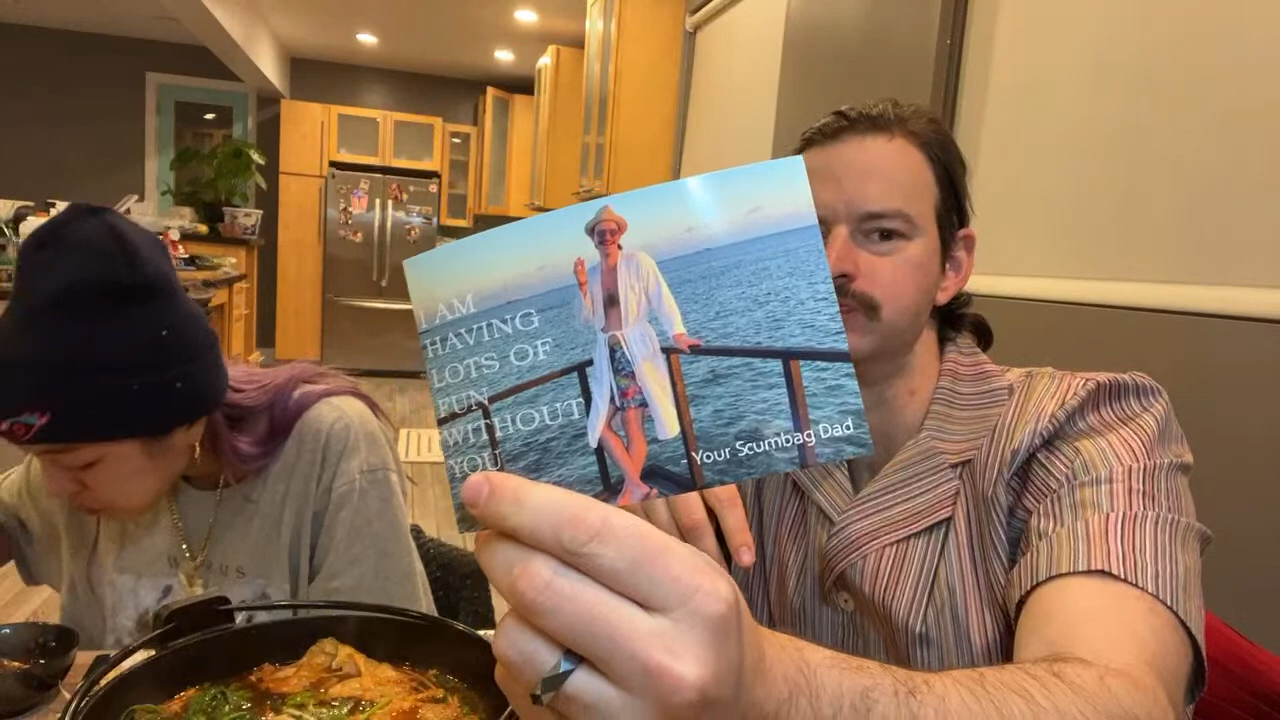 I AM
HAVING
LOTS OF
FUN
WITHOUT
YOU
- Your Scumbag Dad